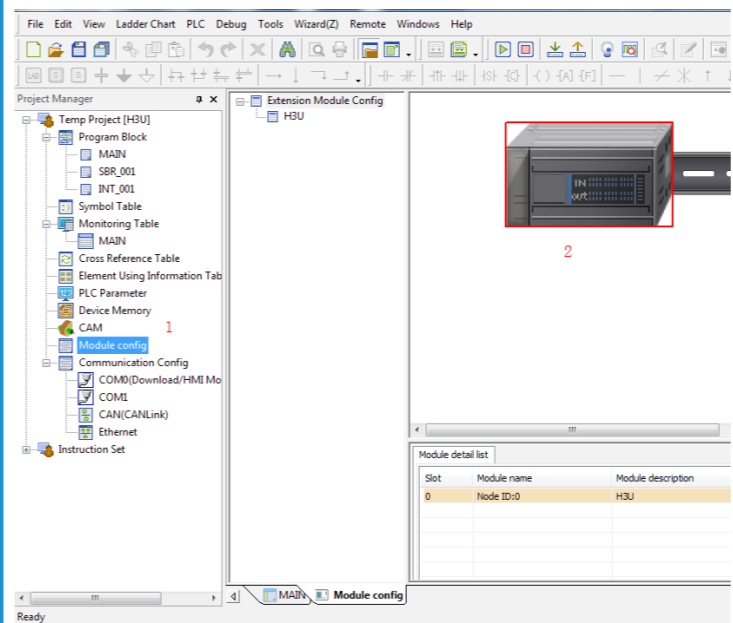 File Edit View Ladder Chart PLC Debug Tools Wizard(Z) Remote Windows Help
Project Manager
Temp Project [H3U]
Program Block
MAIN
SBR_001
INT_001
Symbol Table
Monitoring Table
MAIN
Cross Reference Table
Element Using Information Tab
PLC Parameter
Device Memory
CAM
1
Module config
Communication Config
COM0(Download/HMI Mo
COM1
CAN(CANLink)
Ethernet
Instruction Set
Extension Module Config
H3U
IN
out
2
Module detail list
Slot Module name Module description
0 Node ID:0 H3U
MAIN Module config
Ready